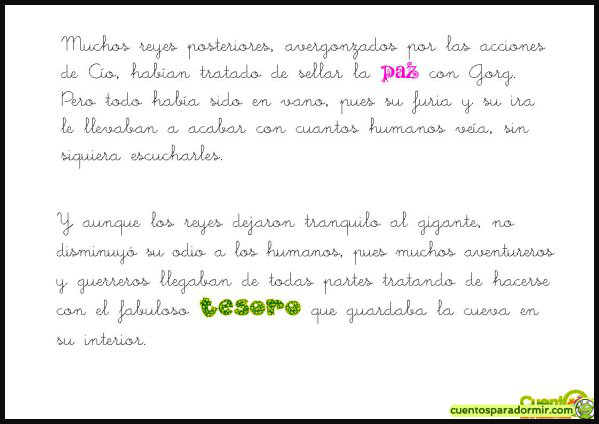 Muchos reyes posteriores, avergonzados por las acciones
de Cío, habían tratado de sellar la paz con Gorg.
Pero todo había sido en vano, pues su furia y su ira
le llevaban a acabar con cuantos humanos veía, sin
siquiera escucharles.
Y aunque los reyes dejaron tranquilo al gigante, no
disminuyó su odio a los humanos, pues muchos aventureros
y guerreros llegaban de todas partes tratando de hacerse
con el fabuloso tesoro que guardaba la cueva en
su interior.
Cuento
cuentosparadormir.com